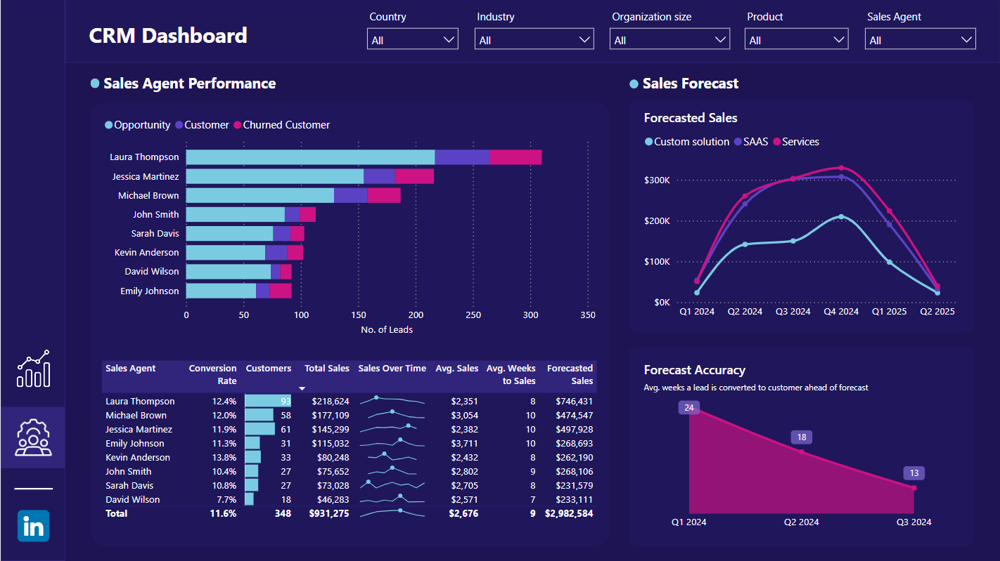 CRM Dashboard
Country
Industry
Organization size
Product
Sales Agent
All
All
All
All
All
Sales Agent Performance
Opportunity Customer Churned Customer
Laura Thompson
Jessica Martinez
Michael Brown
John Smith
Sarah Davis
Kevin Anderson
David Wilson
Emily Johnson
0 50 100 150 200 250 300 350
No. of Leads
Sales Agent Conversion Rate Customers Total Sales Sales Over Time Avg. Sales Avg. Weeks to Sales Forecasted Sales
Laura Thompson 12.4% 93 $218,624 $2,351 8 $746,431
Michael Brown 12.0% 58 $177,109 $3,054 10 $474,547
Jessica Martinez 11.9% 61 $145,299 $2,382 10 $497,928
Emily Johnson 11.3% 31 $115,032 $3,711 10 $268,693
Kevin Anderson 13.8% 33 $80,248 $2,432 8 $262,190
John Smith 10.4% 27 $75,652 $2,802 9 $268,106
Sarah Davis 10.8% 27 $73,028 $2,705 8 $231,579
David Wilson 7.7% 18 $46,283 $2,571 7 $233,111
Total 11.6% 348 $931,275 $2,676 9 $2,982,584
Sales Forecast
Forecasted Sales
Custom solution SAAS Services
$300K
$200K
$100K
$0K
Q1 2024 Q2 2024 Q3 2024 Q4 2024 Q1 2025 Q2 2025
Forecast Accuracy
Avg. weeks a lead is converted to customer ahead of forecast
24
18
13
Q1 2024 Q2 2024 Q3 2024
in